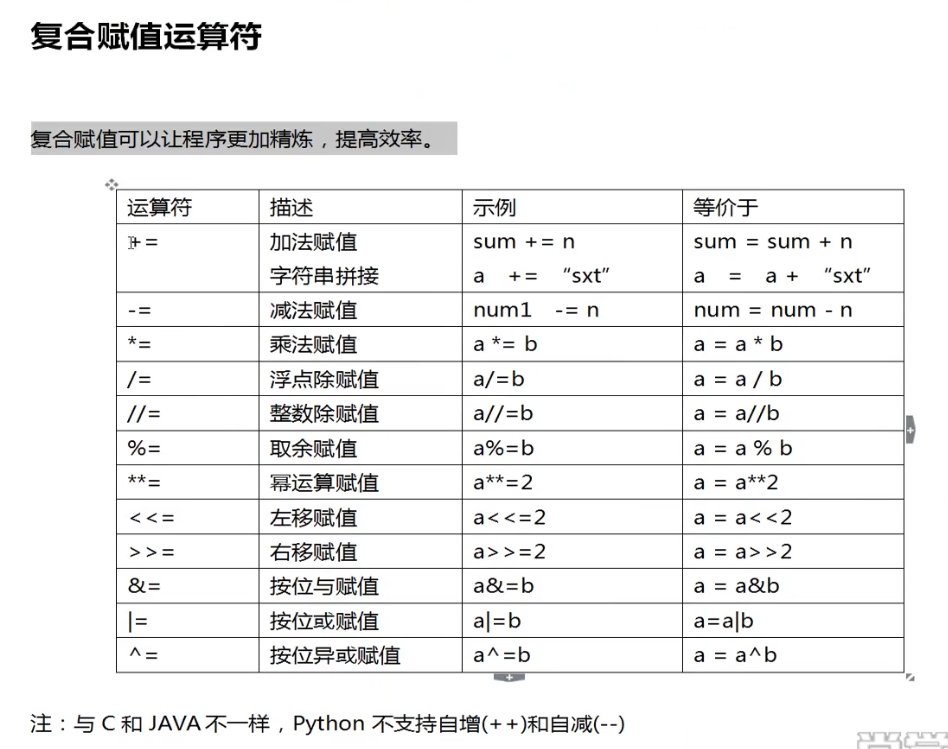 复合赋值运算符
复合赋值可以让程序更加精炼，提高效率。
运算符 描述 示例 等价于
+= 加法赋值 sum += n sum = sum + n
字符串拼接 a += “sxt” a = a + “sxt”
-= 减法赋值 num1 -= n num = num - n
*= 乘法赋值 a *= b a = a * b
/= 浮点除赋值 a/=b a = a / b
//= 整数除赋值 a//=b a = a//b
%= 取余赋值 a%=b a = a % b
**= 幂运算赋值 a**=2 a = a**2
<<= 左移赋值 a<<=2 a = a<<2
>>= 右移赋值 a>>=2 a = a>>2
&= 按位与赋值 a&=b a = a&b
|= 按位或赋值 a|=b a=a|b
^= 按位异或赋值 a^=b a = a^b
注：与 C 和 JAVA 不一样，Python 不支持自增(++)和自减(--)